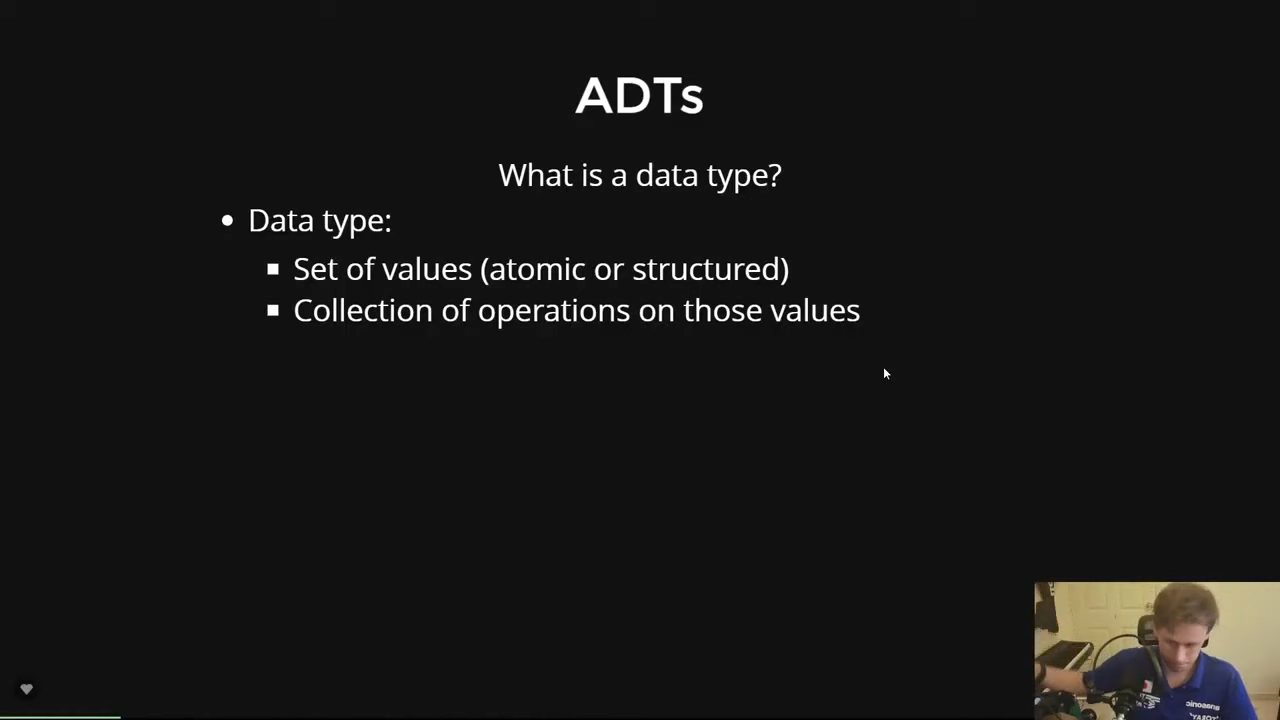 ADTs
What is a data type?
Data type:
Set of values (atomic or structured)
Collection of operations on those values